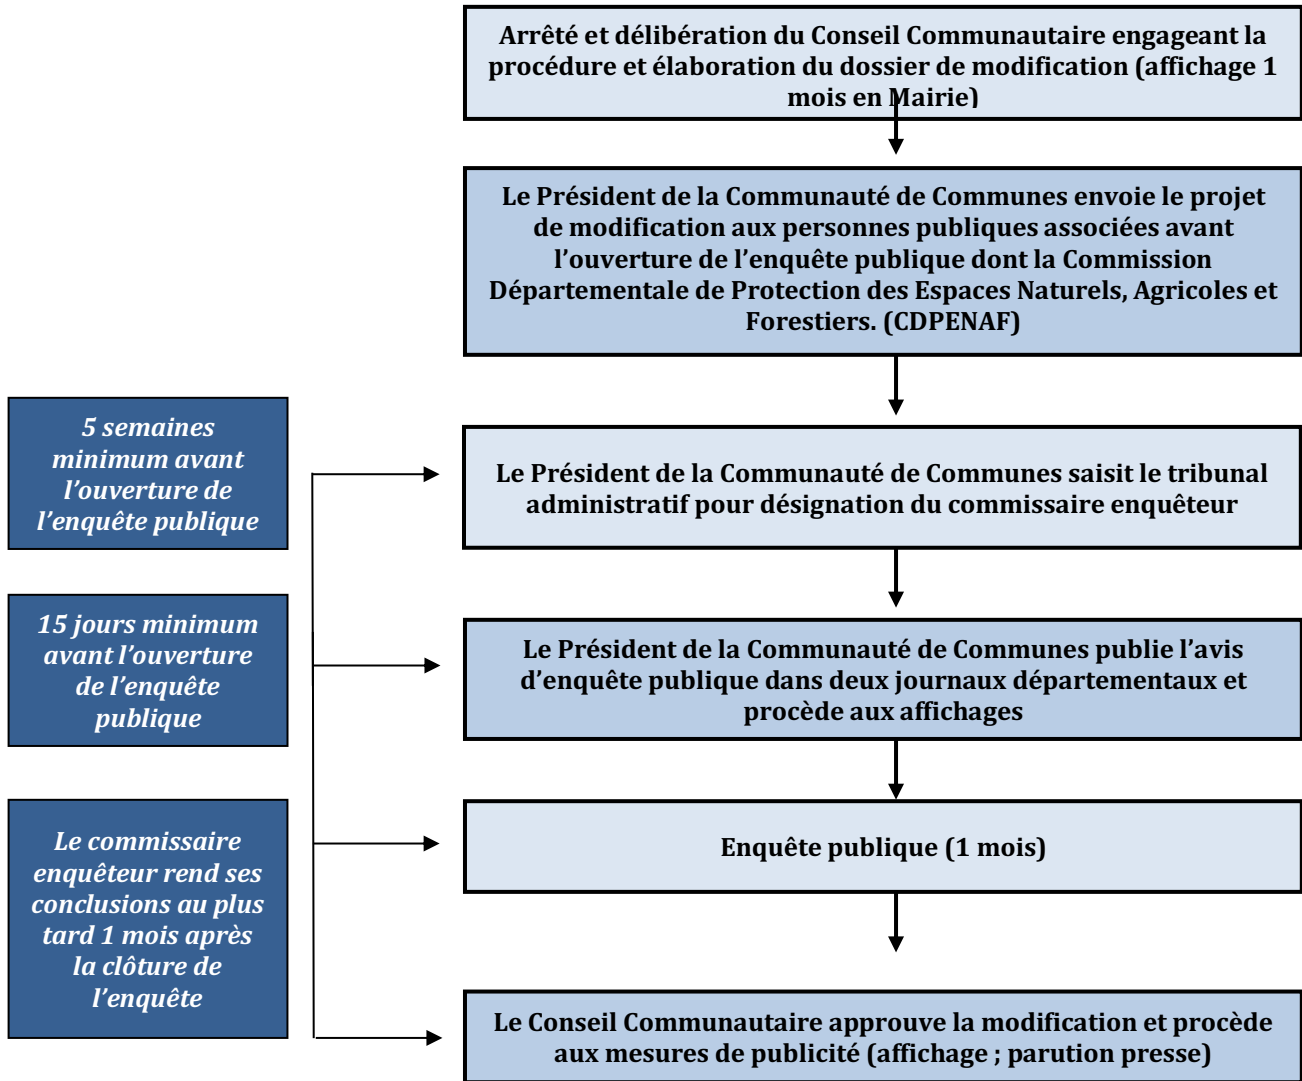 Arrêté et délibération du Conseil Communautaire engageant la
procédure et élaboration du dossier de modification (affichage 1
mois en Mairie)
Le Président de la Communauté de Communes envoie le projet
de modification aux personnes publiques associées avant
l’ouverture de l’enquête publique dont la Commission
Départementale de Protection des Espaces Naturels, Agricoles et
Forestiers. (CDPENAF)
5 semaines
minimum avant
l’ouverture de
l’enquête publique
Le Président de la Communauté de Communes saisit le tribunal
administratif pour désignation du commissaire enquêteur
15 jours minimum
avant l’ouverture
de l’enquête
publique
Le Président de la Communauté de Communes publie l’avis
d’enquête publique dans deux journaux départementaux et
procède aux affichages
Le commissaire
enquêteur rend ses
conclusions au plus
tard 1 mois après
la clôture de
l’enquête
Enquête publique (1 mois)
Le Conseil Communautaire approuve la modification et procède
aux mesures de publicité (affichage ; parution presse)